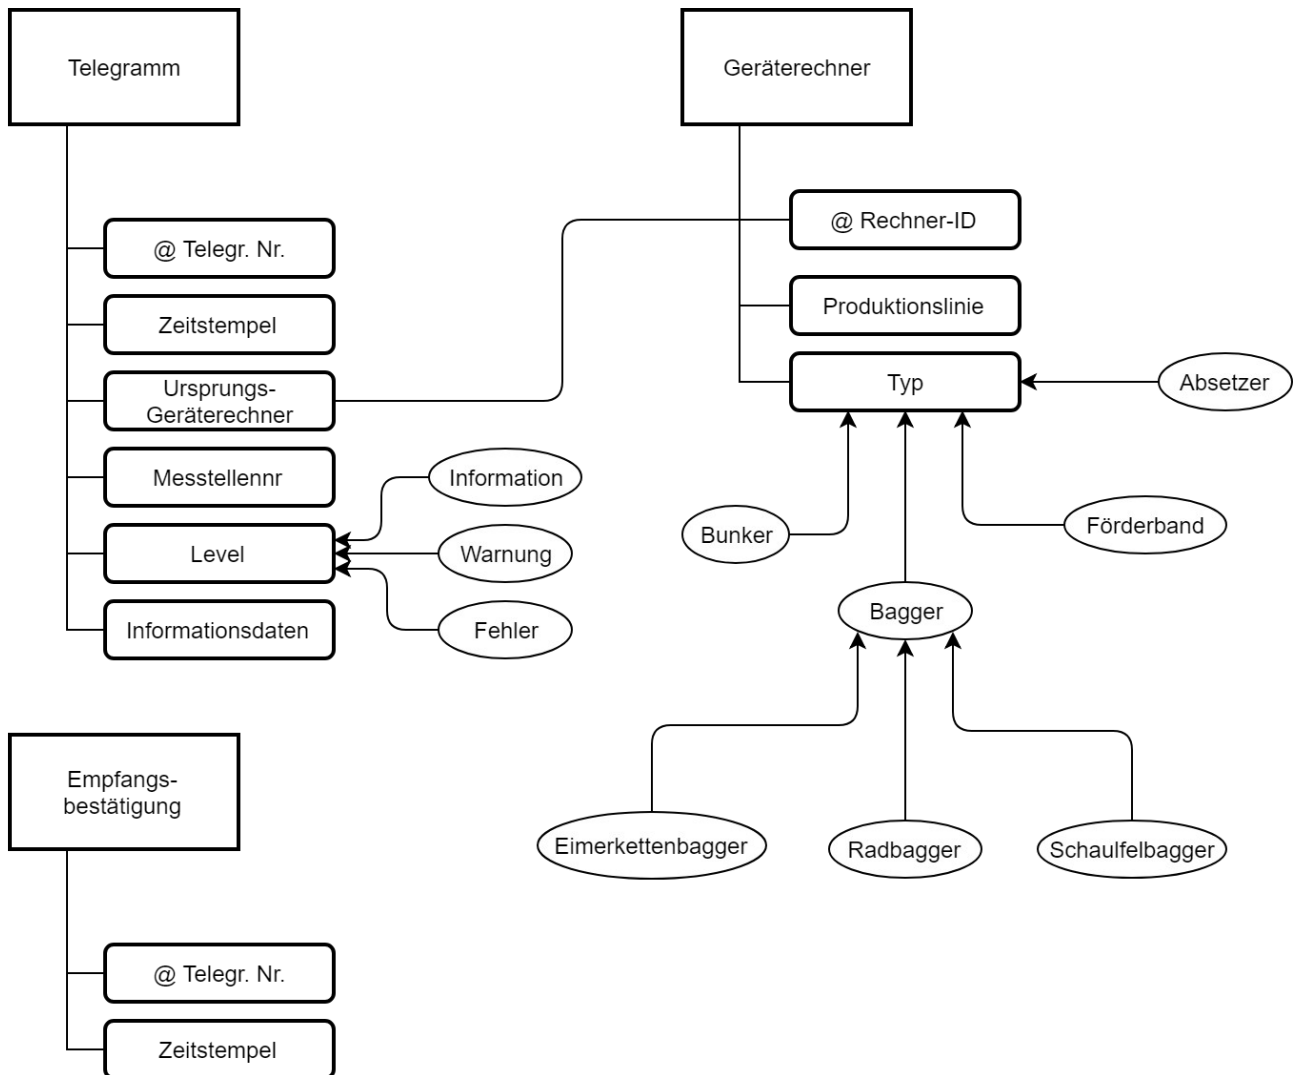 Telegramm
@ Telegr. Nr.
Zeitstempel
Ursprungs-
Geräterechner
Messtellennr
Level
Informationsdaten
Information
Warnung
Fehler
Geräterechner
@ Rechner-ID
Produktionslinie
Typ
Absetzer
Bunker
Förderband
Bagger
Eimerkettenbagger
Radbagger
Schaulfelbagger
Empfangs-
bestätigung
@ Telegr. Nr.
Zeitstempel